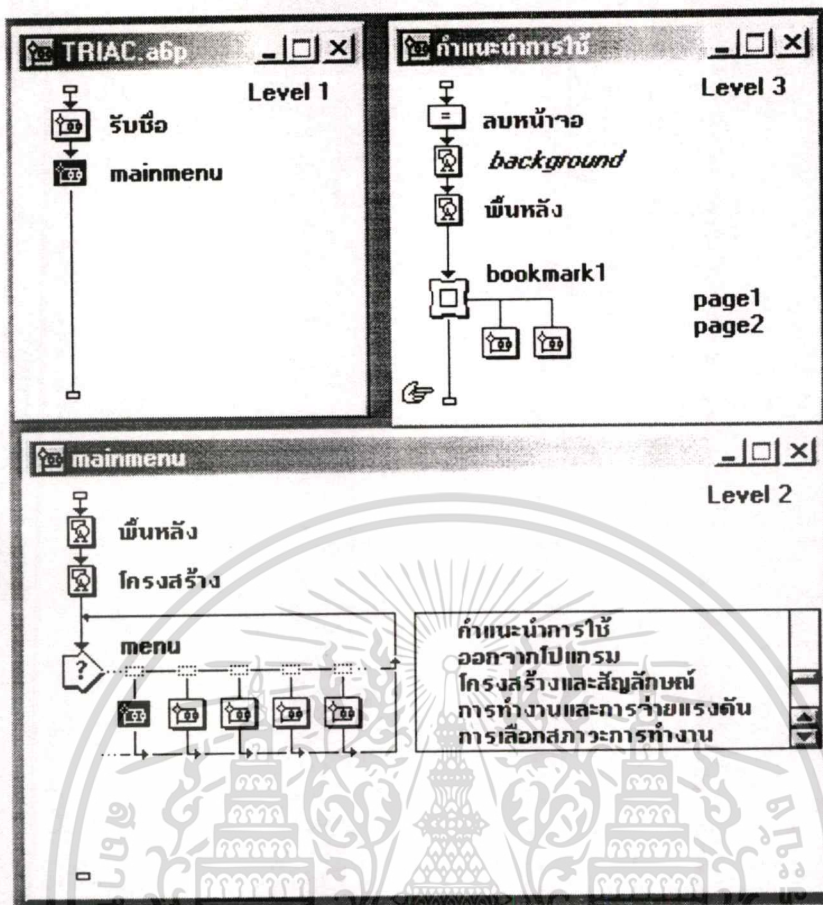 TRIAC.a6p
Level 1
รับชื่อ
mainmenu
คำแนะนำการใช้
Level 3
ลบหน้าจอ
background
พื้นหลัง
bookmark1
page1
page2
mainmenu
Level 2
พื้นหลัง
โครงสร้าง
menu
คำแนะนำการใช้
ออกจากโปแกรม
โครงสร้างและสัญลักษณ์
การทำงานและการจ่ายแรงดัน
การเลือกสภาวะการทำงาน